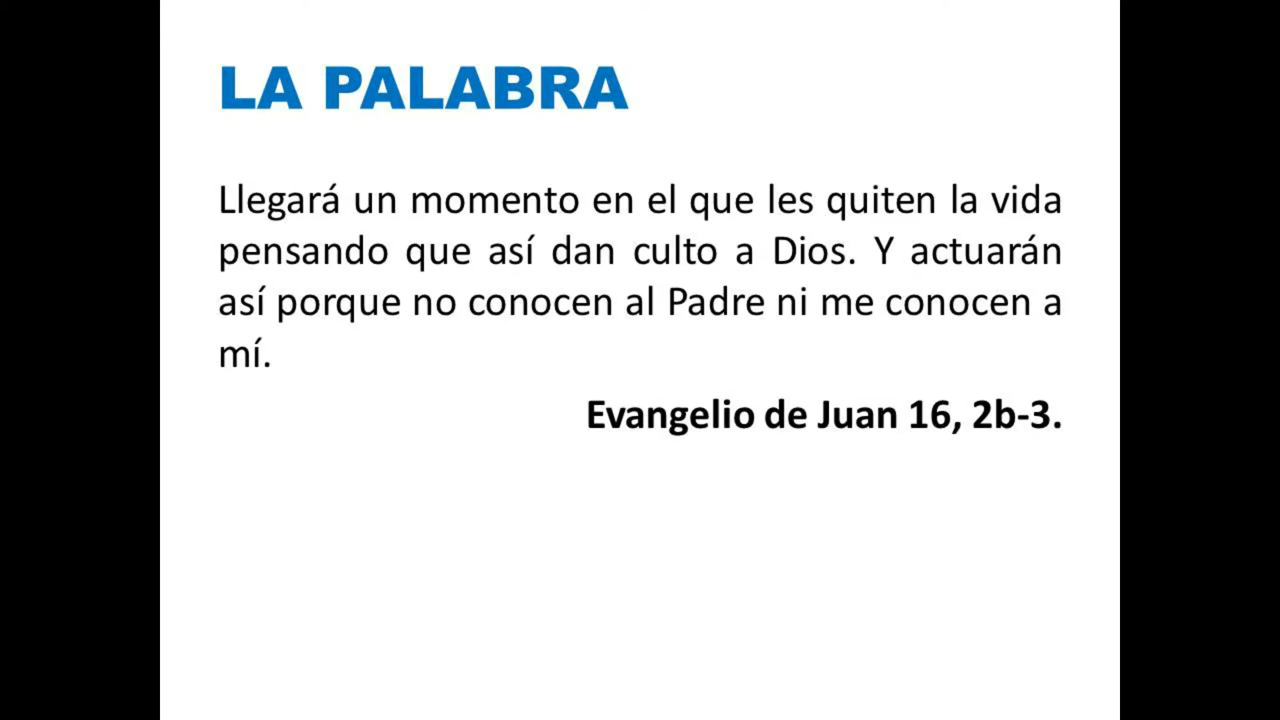 LA PALABRA
Llegará un momento en el que les quiten la vida
pensando que así dan culto a Dios. Y actuarán
así porque no conocen al Padre ni me conocen a
mí.
Evangelio de Juan 16, 2b-3.